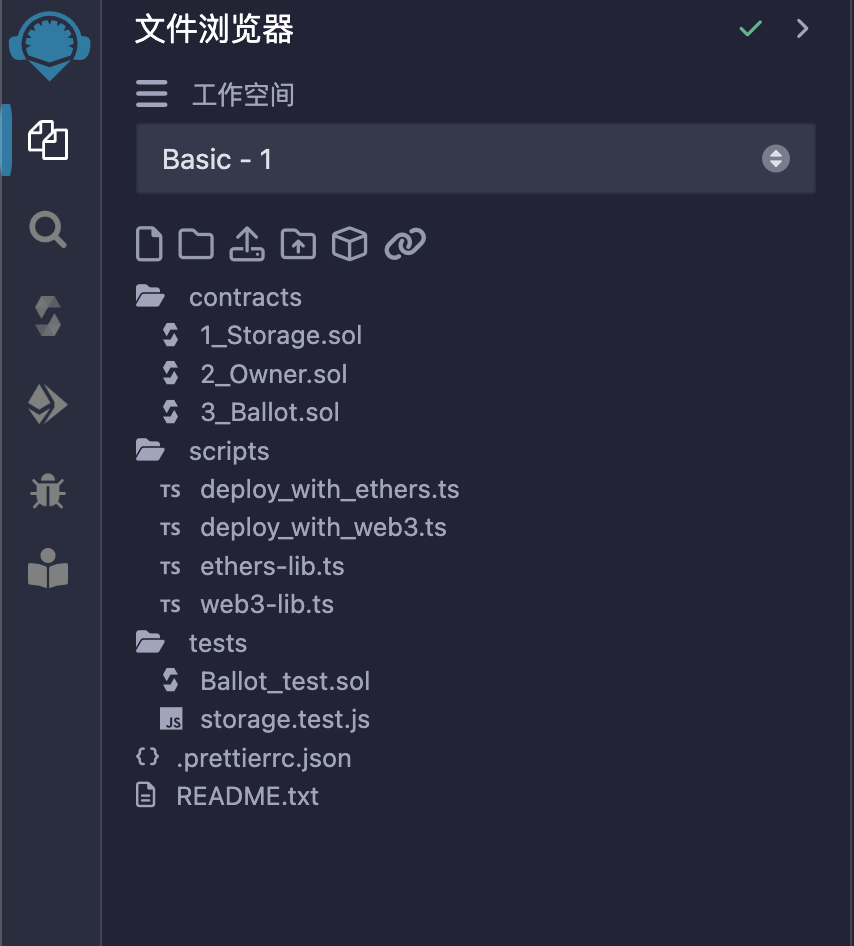 文件浏览器
工作空间
Basic - 1
contracts
1_Storage.sol
2_Owner.sol
3_Ballot.sol
scripts
TS deploy_with_ethers.ts
TS deploy_with_web3.ts
TS ethers-lib.ts
TS web3-lib.ts
tests
Ballot_test.sol
JS storage.test.js
{} .prettierrc.json
README.txt